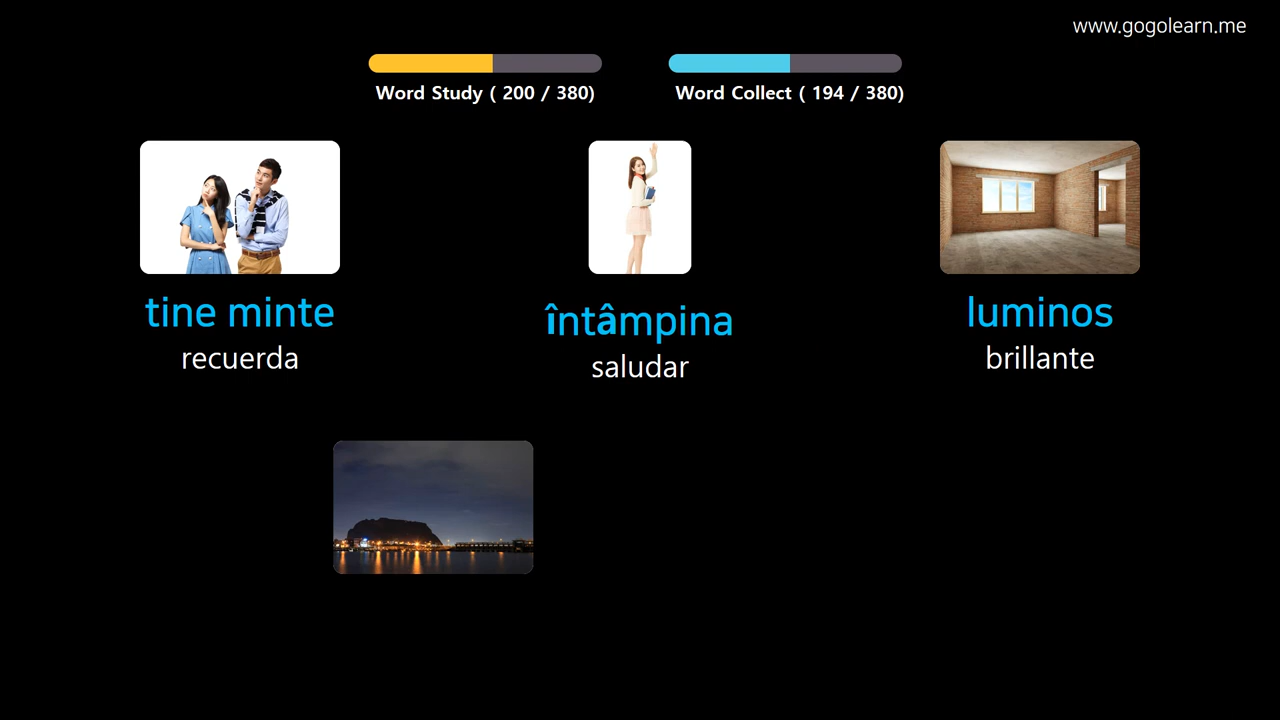 www.gogolearn.me
Word Study ( 200 / 380)
Word Collect ( 194 / 380)
tine minte
recuerda
întâmpina
saludar
luminos
brillante